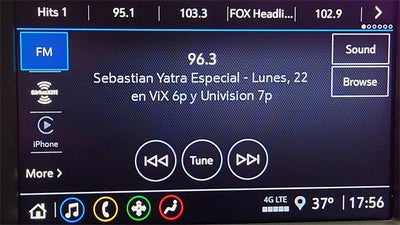 Hits 1 95.1 103.3 FOX Headli... 102.9
FM
96.3
Sound
Sebastian Yatra Especial - Lunes, 22
en ViX 6p y Univision 7p
Browse
SiriusXM
iPhone
More
Tune
4G LTE
37° 17:56